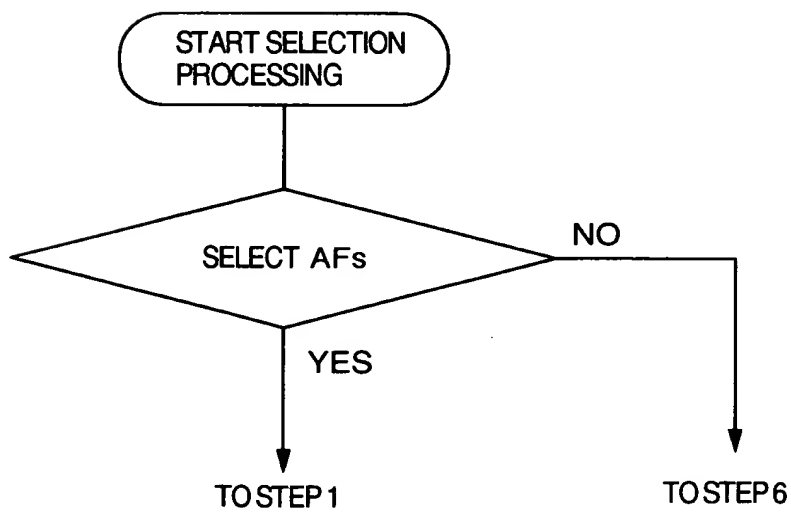 START SELECTION
PROCESSING
SELECT AFs
NO
YES
TO STEP 1
TO STEP 6